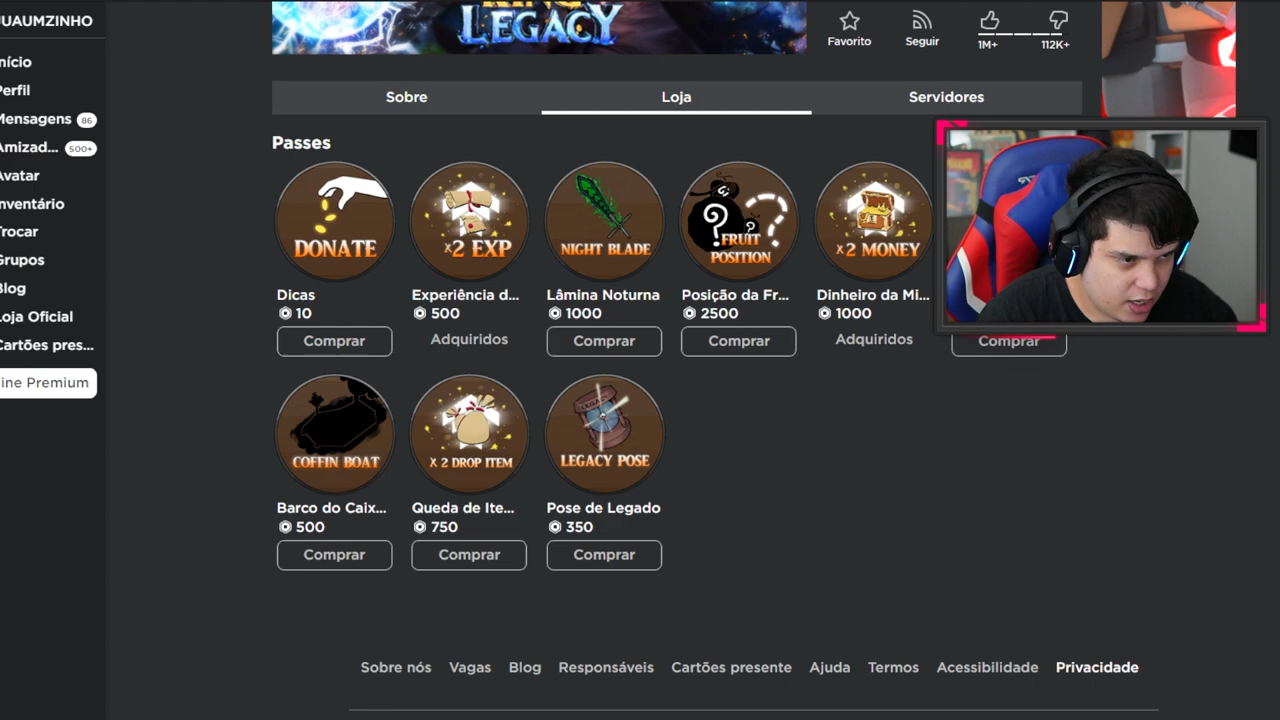 UAUMZINHO
LEGACY
Favorito
Seguir
1M+
112K+
nício
Perfil
Mensagens 86
Amizad... 500+
Avatar
nventário
Trocar
Grupos
Blog
oja Oficial
Cartões pres...
ine Premium
Sobre
Loja
Servidores
Passes
DONATE
x2 EXP
NIGHT BLADE
FRUIT
POSITION
x2 MONEY
Dicas
Experiência d...
Lâmina Noturna
Posição da Fr...
Dinheiro da Mi...
10
500
1000
2500
1000
Comprar
Adquiridos
Comprar
Comprar
Adquiridos
Comprar
COFFIN BOAT
X 2 DROP ITEM
LEGACY POSE
Barco do Caix...
Queda de Ite...
Pose de Legado
500
750
350
Comprar
Comprar
Comprar
Sobre nós
Vagas
Blog
Responsáveis
Cartões presente
Ajuda
Termos
Acessibilidade
Privacidade